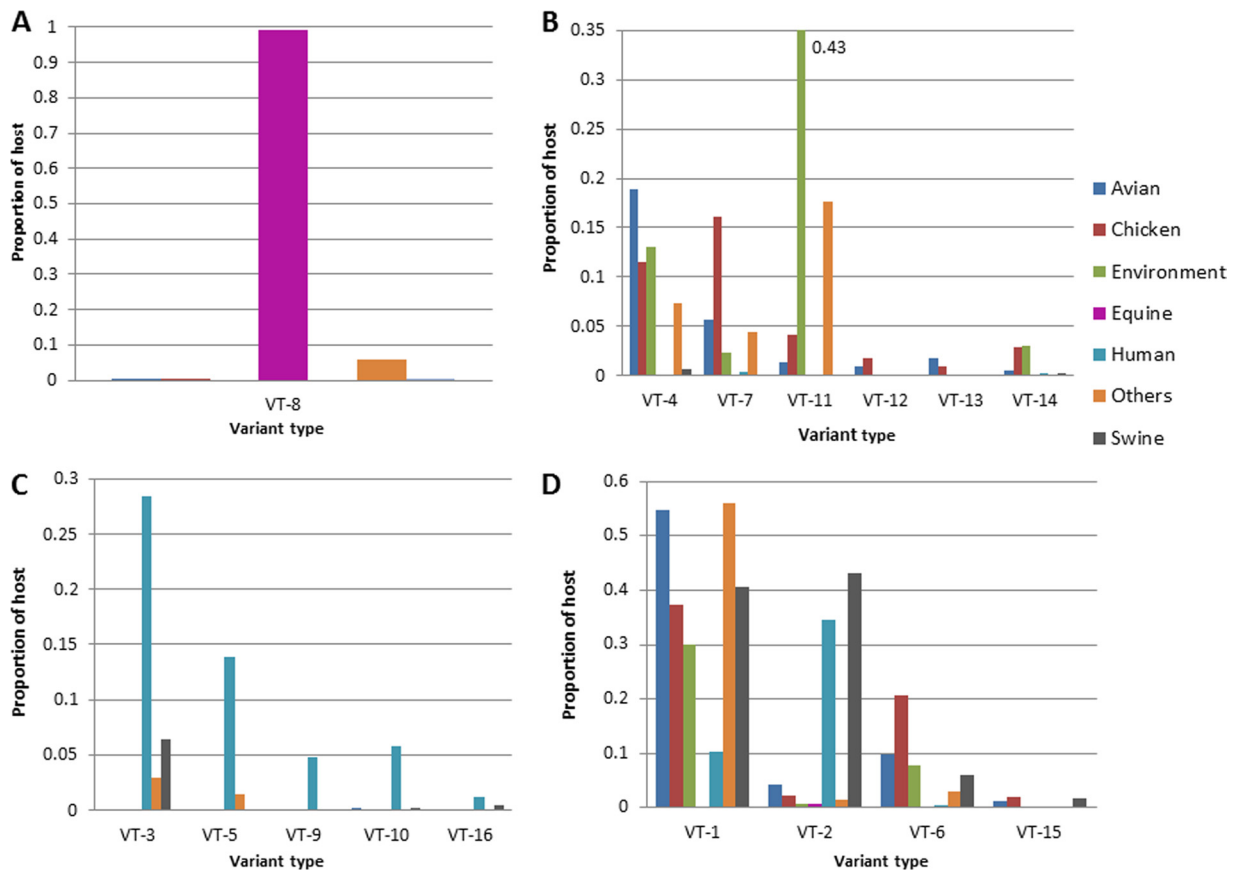 A
Proportion of host
1
0.9
0.8
0.7
0.6
0.5
0.4
0.3
0.2
0.1
0
VT-8
Variant type
B
Proportion of host
0.35
0.3
0.25
0.2
0.15
0.1
0.05
0
0.43
VT-4 VT-7 VT-11 VT-12 VT-13 VT-14
Variant type
Avian
Chicken
Environment
Equine
Human
Others
Swine
C
Proportion of host
0.3
0.25
0.2
0.15
0.1
0.05
0
VT-3 VT-5 VT-9 VT-10 VT-16
Variant type
D
Proportion of host
0.6
0.5
0.4
0.3
0.2
0.1
0
VT-1 VT-2 VT-6 VT-15
Variant type